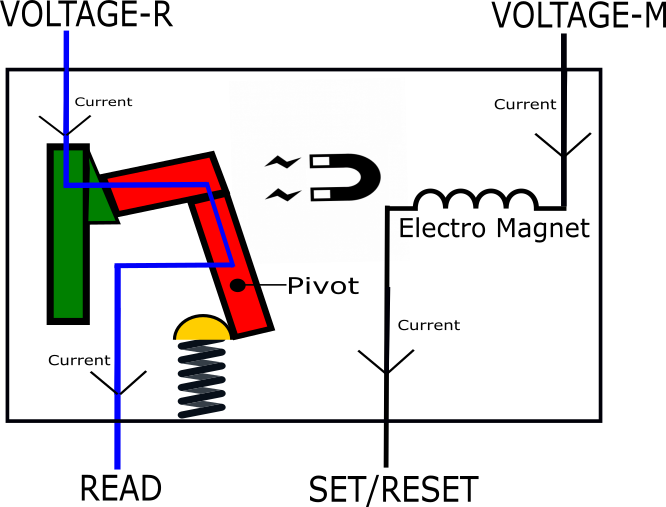 VOLTAGE-R
VOLTAGE-M
Current
Current
Electro Magnet
Pivot
Current
Current
READ
SET/RESET